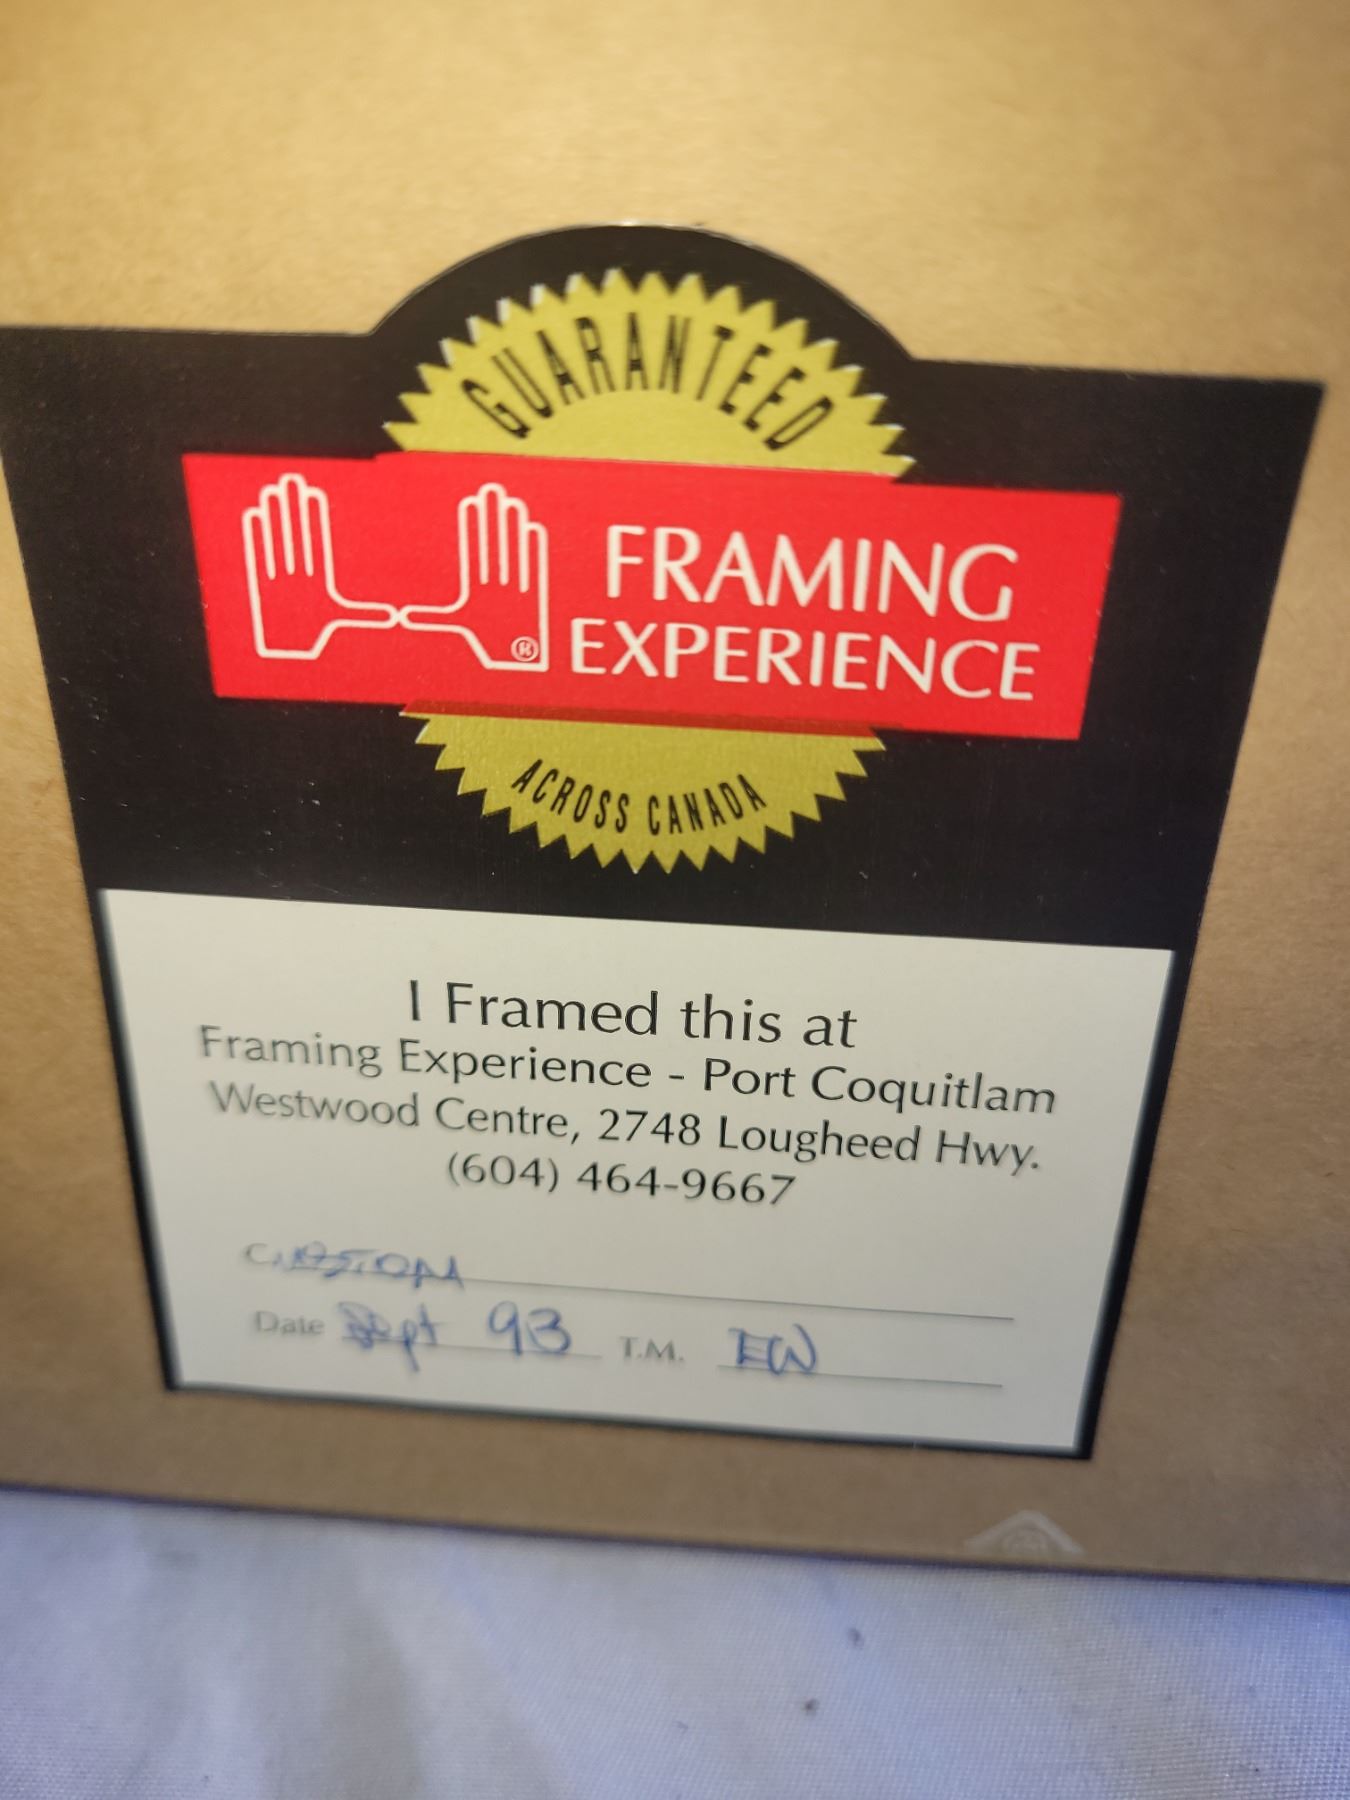 GUARANTEED
FRAMING
EXPERIENCE
®
ACROSS CANADA
I Framed this at
Framing Experience - Port Coquitlam
Westwood Centre, 2748 Lougheed Hwy.
(604) 464-9667
Date Sept 93 T.M. EW